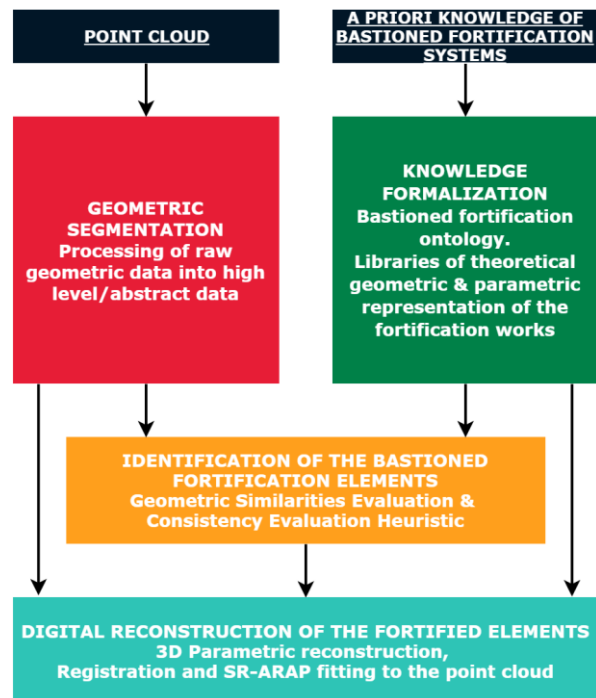 POINT CLOUD
A PRIORI KNOWLEDGE OF
BASTIONED FORTIFICATION
SYSTEMS
GEOMETRIC
SEGMENTATION
Processing of raw
geometric data into high
level/abstract data
KNOWLEDGE
FORMALIZATION
Bastioned fortification
ontology.
Libraries of theoretical
geometric & parametric
representation of the
fortification works
IDENTIFICATION OF THE BASTIONED
FORTIFICATION ELEMENTS
Geometric Similarities Evaluation &
Consistency Evaluation Heuristic
DIGITAL RECONSTRUCTION OF THE FORTIFIED ELEMENTS
3D Parametric reconstruction,
Registration and SR-ARAP fitting to the point cloud